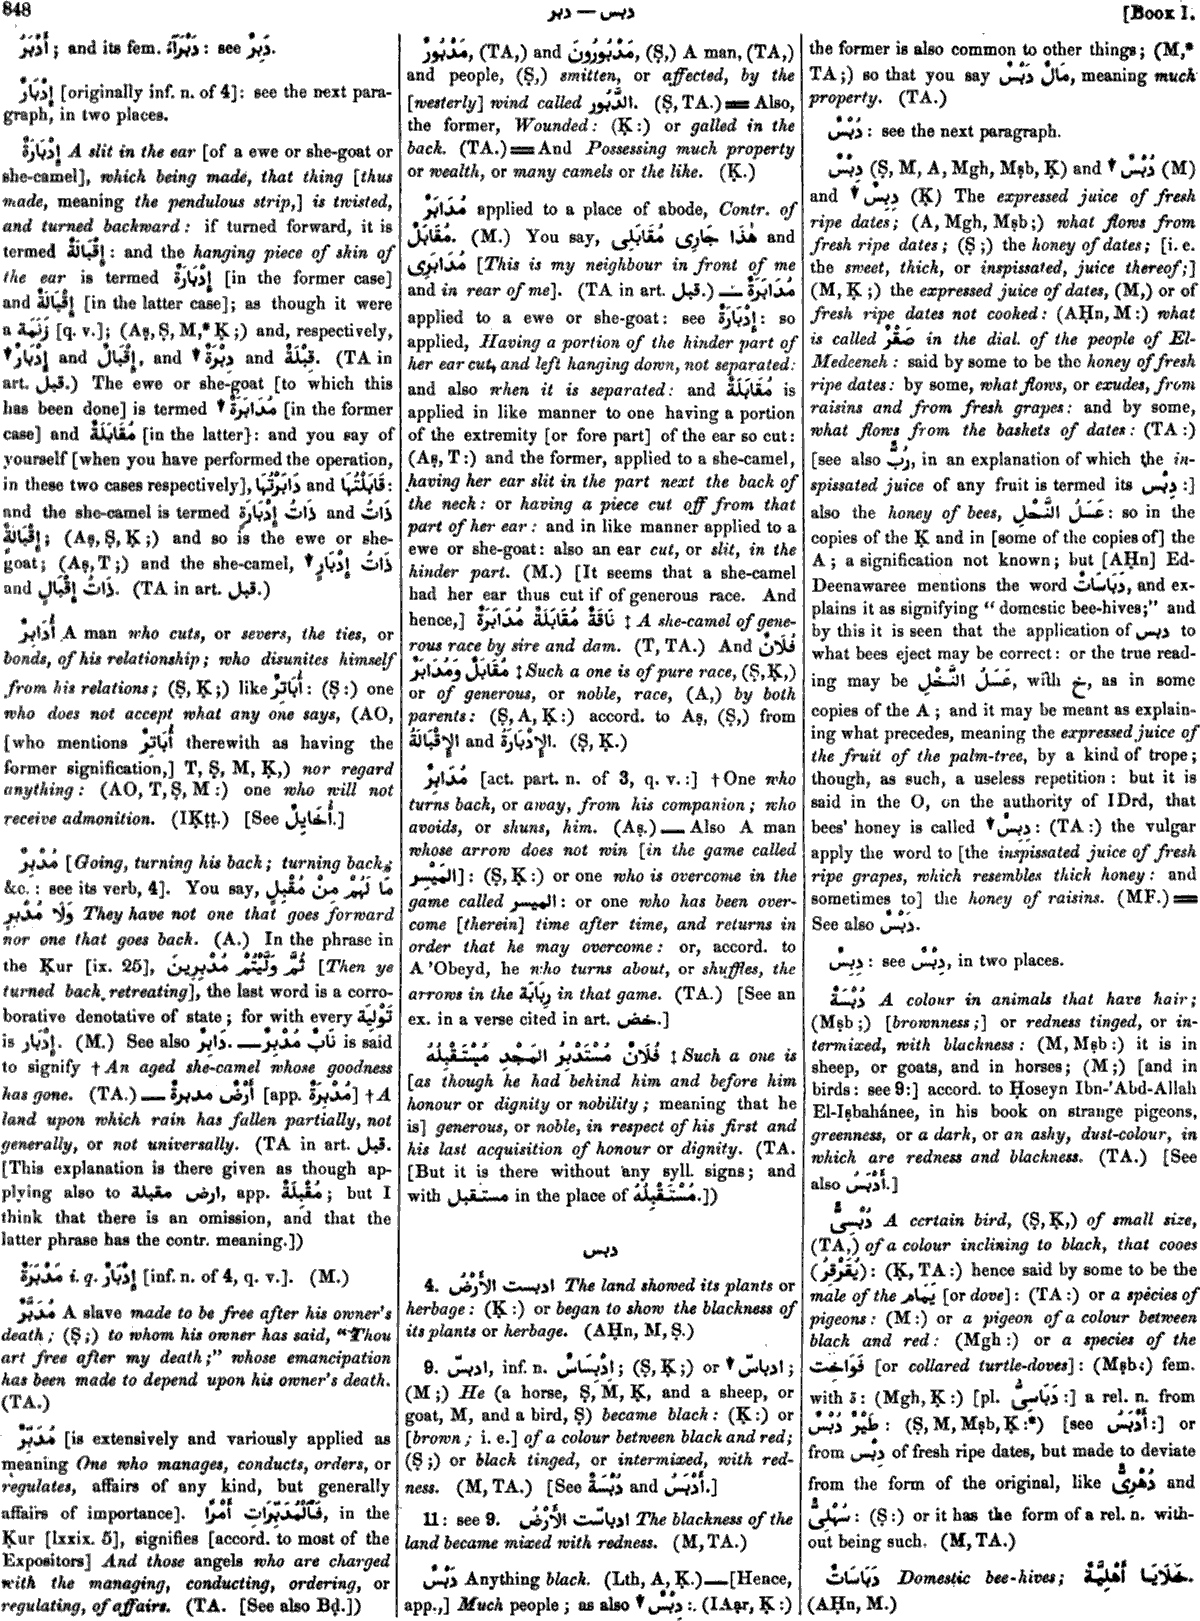 848
دبر — دبس
[Book I.
أَدْبَرُ ; and its fem. دَبْرَآءُ : see دَبِرٌ.
إِدْبَارٌ [originally inf. n. of 4]: see the next para-
graph, in two places.
إِدْبَارَةٌ A slit in the ear [of a ewe or she-goat or
she-camel], which being made, that thing [thus
made, meaning the pendulous strip,] is twisted,
and turned backward : if turned forward, it is
termed إِقْبَالَةٌ : and the hanging piece of skin of
the ear is termed إِدْبَارَةٌ [in the former case]
and إِقْبَالَةٌ [in the latter case]; as though it were
a زَنَمَة [q. v.]; (Aṣ, Ṣ, M,* Ḳ ;) and, respectively,
إِدْبَارٌ and إِقْبَالٌ, and دِبْرَةٌ and قِبْلَةٌ. (TA in
art. قبل.) The ewe or she-goat [to which this
has been done] is termed مُدَابَرَةٌ [in the former
case] and مُقَابَلَةٌ [in the latter]: and you say of
yourself [when you have performed the operation,
in these two cases respectively], دَابَرْتُهَا and قَابَلْتُهَا :
and the she-camel is termed ذَاتُ إِدْبَارَةٍ and ذَاتُ
إِقْبَالَةٍ; (Aṣ, Ṣ, Ḳ ;) and so is the ewe or she-
goat; (Aṣ, T ;) and the she-camel, ذَاتُ إِدْبَارٍ
and ذَاتُ إِقْبَالٍ. (TA in art. قبل.)
أُدَابِرٌ A man who cuts, or severs, the ties, or
bonds, of his relationship ; who disunites himself
from his relations ; (Ṣ, Ḳ ;) like أُبَاتِرٌ : (Ṣ :) one
who does not accept what any one says, (AO,
[who mentions أُبَاتِرٌ therewith as having the
former signification,] T, Ṣ, M, Ḳ,) nor regard
anything : (AO, T, Ṣ, M :) one who will not
receive admonition. (IḲṭṭ.) [See أُخَايِلٌ.]
مُدْبِرٌ [Going, turning his back ; turning back,
&c. : see its verb, 4]. You say, مَا لَهُمْ مِنْ مُقْبِلٍ
وَلَا مُدْبِرٍ They have not one that goes forward
nor one that goes back. (A.) In the phrase in
the Ḳur [ix. 25], ثُمَّ وَلَّيْتُمْ مُدْبِرِينَ [Then ye
turned back retreating], the last word is a corro-
borative denotative of state ; for with every تَوْلِيَة
is إِدْبَار. (M.) See also دَابِرٌ.— نَابٌ مُدْبِرٌ is said
to signify † An aged she-camel whose goodness
has gone. (TA.) — أَرْضٌ مدبرة [app. مُدْبِرَةٌ] † A
land upon which rain has fallen partially, not
generally, or not universally. (TA in art. قبل.
[This explanation is there given as though ap-
plying also to ارض مقبلة, app. مُقْبِلَةٌ ; but I
think that there is an omission, and that the
latter phrase has the contr. meaning.])
مَدْبَرَةٌ i. q. إِدْبَارٌ [inf. n. of 4, q. v.]. (M.)
مُدَبَّرٌ A slave made to be free after his owner's
death ; (Ṣ ;) to whom his owner has said, “Thou
art free after my death ;” whose emancipation
has been made to depend upon his owner's death.
(TA.)
مُدَبِّرٌ [is extensively and variously applied as
meaning One who manages, conducts, orders, or
regulates, affairs of any kind, but generally
affairs of importance]. فَٱلْمُدَبِّرَاتِ أَمْرًا, in the
Ḳur [lxxix. 5], signifies [accord. to most of the
Expositors] And those angels who are charged
with the managing, conducting, ordering, or
regulating, of affairs. (TA. [See also Bḍ.])
مَدْبُورٌ, (TA,) and مَدْبُورُونَ, (Ṣ,) A man, (TA,)
and people, (Ṣ,) smitten, or affected, by the
[westerly] wind called الدَّبُور. (Ṣ, TA.) == Also,
the former, Wounded : (Ḳ :) or galled in the
back. (TA.) == And Possessing much property
or wealth, or many camels or the like. (Ḳ.)
مُدَابَرٌ applied to a place of abode, Contr. of
مُقَابَلٌ. (M.) You say, هٰذَا جَارِى مُقَابَلِى and
مُدَابَرِى [This is my neighbour in front of me
and in rear of me]. (TA in art. قبل.) — مُدَابَرَةٌ
applied to a ewe or she-goat : see إِدْبَارَةٌ : so
applied, Having a portion of the hinder part of
her ear cut, and left hanging down, not separated :
and also when it is separated : and مُقَابَلَةٌ is
applied in like manner to one having a portion
of the extremity [or fore part] of the ear so cut :
(Aṣ, T :) and the former, applied to a she-camel,
having her ear slit in the part next the back of
the neck : or having a piece cut off from that
part of her ear : and in like manner applied to a
ewe or she-goat : also an ear cut, or slit, in the
hinder part. (M.) [It seems that a she-camel
had her ear thus cut if of generous race. And
hence,] نَاقَةٌ مُقَابَلَةٌ مُدَابَرَةٌ ‡ A she-camel of gene-
rous race by sire and dam. (T, TA.) And فُلَانٌ
مُقَابَلٌ وَمُدَابَرٌ ‡ Such a one is of pure race, (Ṣ, Ḳ,)
or of generous, or noble, race, (A,) by both
parents : (Ṣ, A, Ḳ :) accord. to Aṣ, (Ṣ,) from
الإِقْبَالَةُ and الإِدْبَارَةُ. (Ṣ, Ḳ.)
مُدَابِرٌ [act. part. n. of 3, q. v. :] † One who
turns back, or away, from his companion ; who
avoids, or shuns, him. (Aṣ.) — Also A man
whose arrow does not win [in the game called
المَيْسِر] : (Ṣ, Ḳ :) or one who is overcome in the
game called الميسر : or one who has been over-
come [therein] time after time, and returns in
order that he may overcome : or, accord. to
A'Obeyd, he who turns about, or shuffles, the
arrows in the رِبَابَة in that game. (TA.) [See an
ex. in a verse cited in art. خض.]
فُلَانٌ مُسْتَدْبِرُ المَجْدِ مُسْتَقْبِلُهُ ‡ Such a one is
[as though he had behind him and before him
honour or dignity or nobility ; meaning that he
is] generous, or noble, in respect of his first and
his last acquisition of honour or dignity. (TA.
[But it is there without any syll. signs ; and
with مستقبل in the place of مُسْتَقْبِلُهُ.])
دبس
4. ادبست الأَرْضُ The land showed its plants or
herbage : (Ḳ :) or began to show the blackness of
its plants or herbage. (AḤn, M, Ṣ.)
9. ادبسّ, inf. n. اِدْبِسَاسٌ ; (Ṣ, Ḳ ;) or ادباسّ ;
(M ;) He (a horse, Ṣ, M, Ḳ, and a sheep, or
goat, M, and a bird, Ṣ) became black : (Ḳ :) or
[brown ; i. e.] of a colour between black and red ;
(Ṣ ;) or black tinged, or intermixed, with red-
ness. (M, TA.) [See دُبْسَةٌ and أَدْبَسُ.]
11 : see 9. ادباسّت الأَرْضُ The blackness of the
land became mixed with redness. (M, TA.)
دَبْسٌ Anything black. (Lth, A, Ḳ.) — [Hence,
app.,] Much people ; as also دِبْسٌ :. (IAạr, Ḳ :)
the former is also common to other things ; (M,*
TA ;) so that you say مَالٌ دَبْسٌ, meaning much
property. (TA.)
دُبْسٌ : see the next paragraph.
دِبْسٌ (Ṣ, M, A, Mgh, Mṣb, Ḳ) and دُبْسٌ (M)
and دِبِسٌ (Ḳ) The expressed juice of fresh
ripe dates ; (A, Mgh, Mṣb ;) what flows from
fresh ripe dates ; (Ṣ ;) the honey of dates ; [i. e.
the sweet, thick, or inspissated, juice thereof ;]
(M, Ḳ ;) the expressed juice of dates, (M,) or of
fresh ripe dates not cooked : (AḤn, M :) what
is called صَقْر in the dial. of the people of El-
Medeeneh : said by some to be the honey of fresh
ripe dates : by some, what flows, or exudes, from
raisins and from fresh grapes : and by some,
what flows from the baskets of dates : (TA :)
[see also رُبٌّ, in an explanation of which the in-
spissated juice of any fruit is termed its دِبْس :]
also the honey of bees, عَسَلُ النَّحْلِ : so in the
copies of the Ḳ and in [some of the copies of] the
A ; a signification not known ; but [AḤn] Ed-
Deenawaree mentions the word دَبَّاسَاتٌ, and ex-
plains it as signifying “domestic bee-hives ;” and
by this it is seen that the application of دبس to
what bees eject may be correct : or the true read-
ing may be عَسَلُ النَّخْلِ, with خ, as in some
copies of the A ; and it may be meant as explain-
ing what precedes, meaning the expressed juice of
the fruit of the palm-tree, by a kind of trope ;
though, as such, a useless repetition : but it is
said in the O, on the authority of IDrd, that
bees' honey is called دِبِسٌ : (TA :) the vulgar
apply the word to [the inspissated juice of fresh
ripe grapes, which resembles thick honey : and
sometimes to] the honey of raisins. (MF.) ==
See also دَبْسٌ.
دِبِسٌ : see دِبْسٌ, in two places.
دُبْسَةٌ A colour in animals that have hair ;
(Mṣb ;) [brownness ;] or redness tinged, or in-
termixed, with blackness : (M, Mṣb :) it is in
sheep, or goats, and in horses ; (M ;) [and in
birds : see 9 :] accord. to Ḥoseyn Ibn-'Abd-Allah
El-Iṣbahánee, in his book on strange pigeons,
greenness, or a dark, or an ashy, dust-colour, in
which are redness and blackness. (TA.) [See
also أَدْبَسُ.]
دُبْسِىٌّ A certain bird, (Ṣ, Ḳ,) of small size,
(TA,) of a colour inclining to black, that cooes
(يُقَرْقِرُ) : (Ḳ, TA :) hence said by some to be the
male of the يَمَام [or dove] : (TA :) or a species of
pigeons : (M :) or a pigeon of a colour between
black and red : (Mgh :) or a species of the
فَوَاخِت [or collared turtle-doves] : (Mṣb :) fem.
with ة : (Mgh, Ḳ :) [pl. دَبَاسِىُّ :] a rel. n. from
طَيْرٌ دُبْسٌ : (Ṣ, M, Mṣb, Ḳ :*) [see أَدْبَسُ :] or
from دِبْس of fresh ripe dates, but made to deviate
from the form of the original, like دُهْرِىٌّ and
سُهْلِىٌّ : (Ṣ :) or it has the form of a rel. n. with-
out being such. (M, TA.)
دَبَّاسَاتٌ Domestic bee-hives ; خَلَايَا أَهْلِيَّةٌ.
(AḤn, M.)